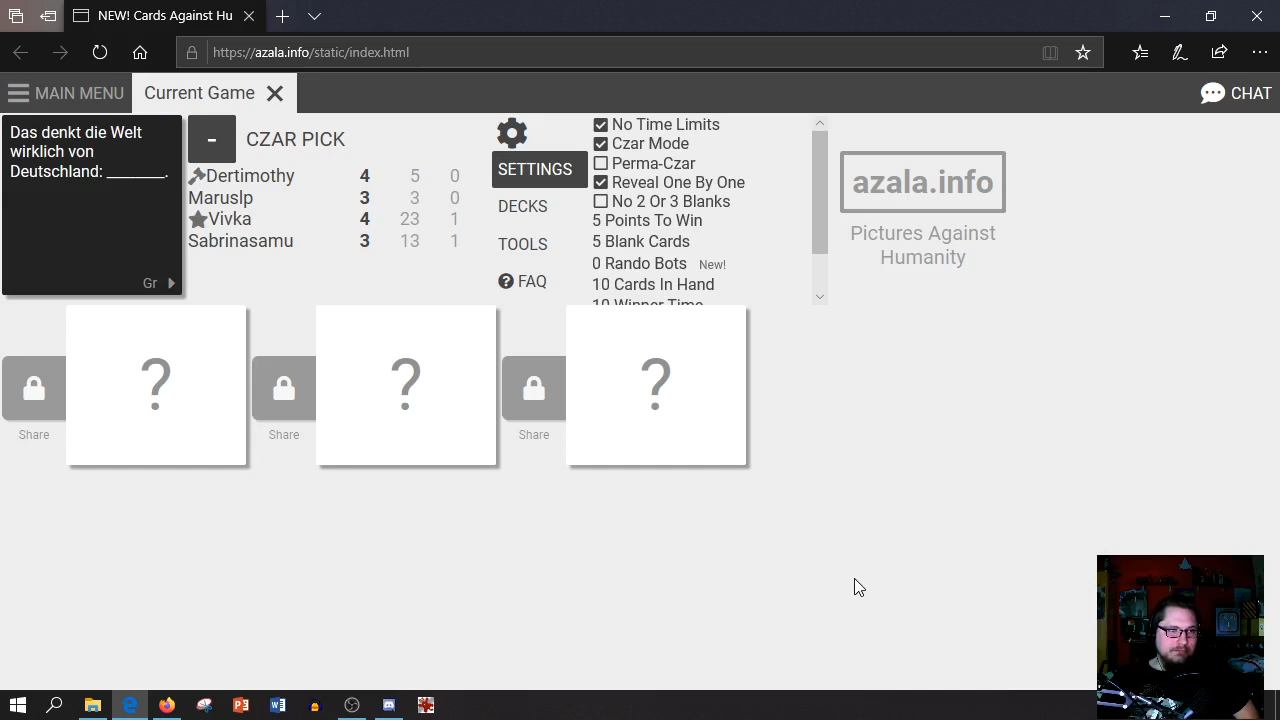 NEW! Cards Against Hu
https://azala.info/static/index.html
MAIN MENU
Current Game
CHAT
Das denkt die Welt
wirklich von
Deutschland: ________.
Gr
-
CZAR PICK
Dertimothy 4 5 0
Maruslp 3 3 0
Vivka 4 23 1
Sabrinasamu 3 13 1
SETTINGS
DECKS
TOOLS
FAQ
No Time Limits
Czar Mode
Perma-Czar
Reveal One By One
No 2 Or 3 Blanks
5 Points To Win
5 Blank Cards
0 Rando Bots New!
10 Cards In Hand
10 Winner Time
azala.info
Pictures Against
Humanity
?
Share
?
Share
?
Share